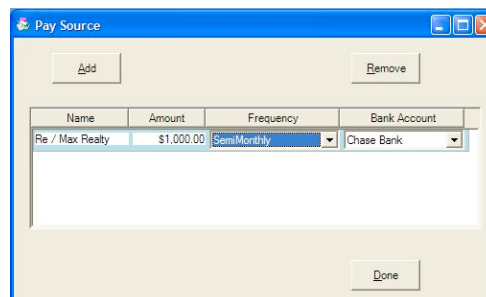 Pay Source
Add Remove
Name Amount Frequency Bank Account
Re / Max Realty $1,000.00 SemiMonthly Chase Bank
Done